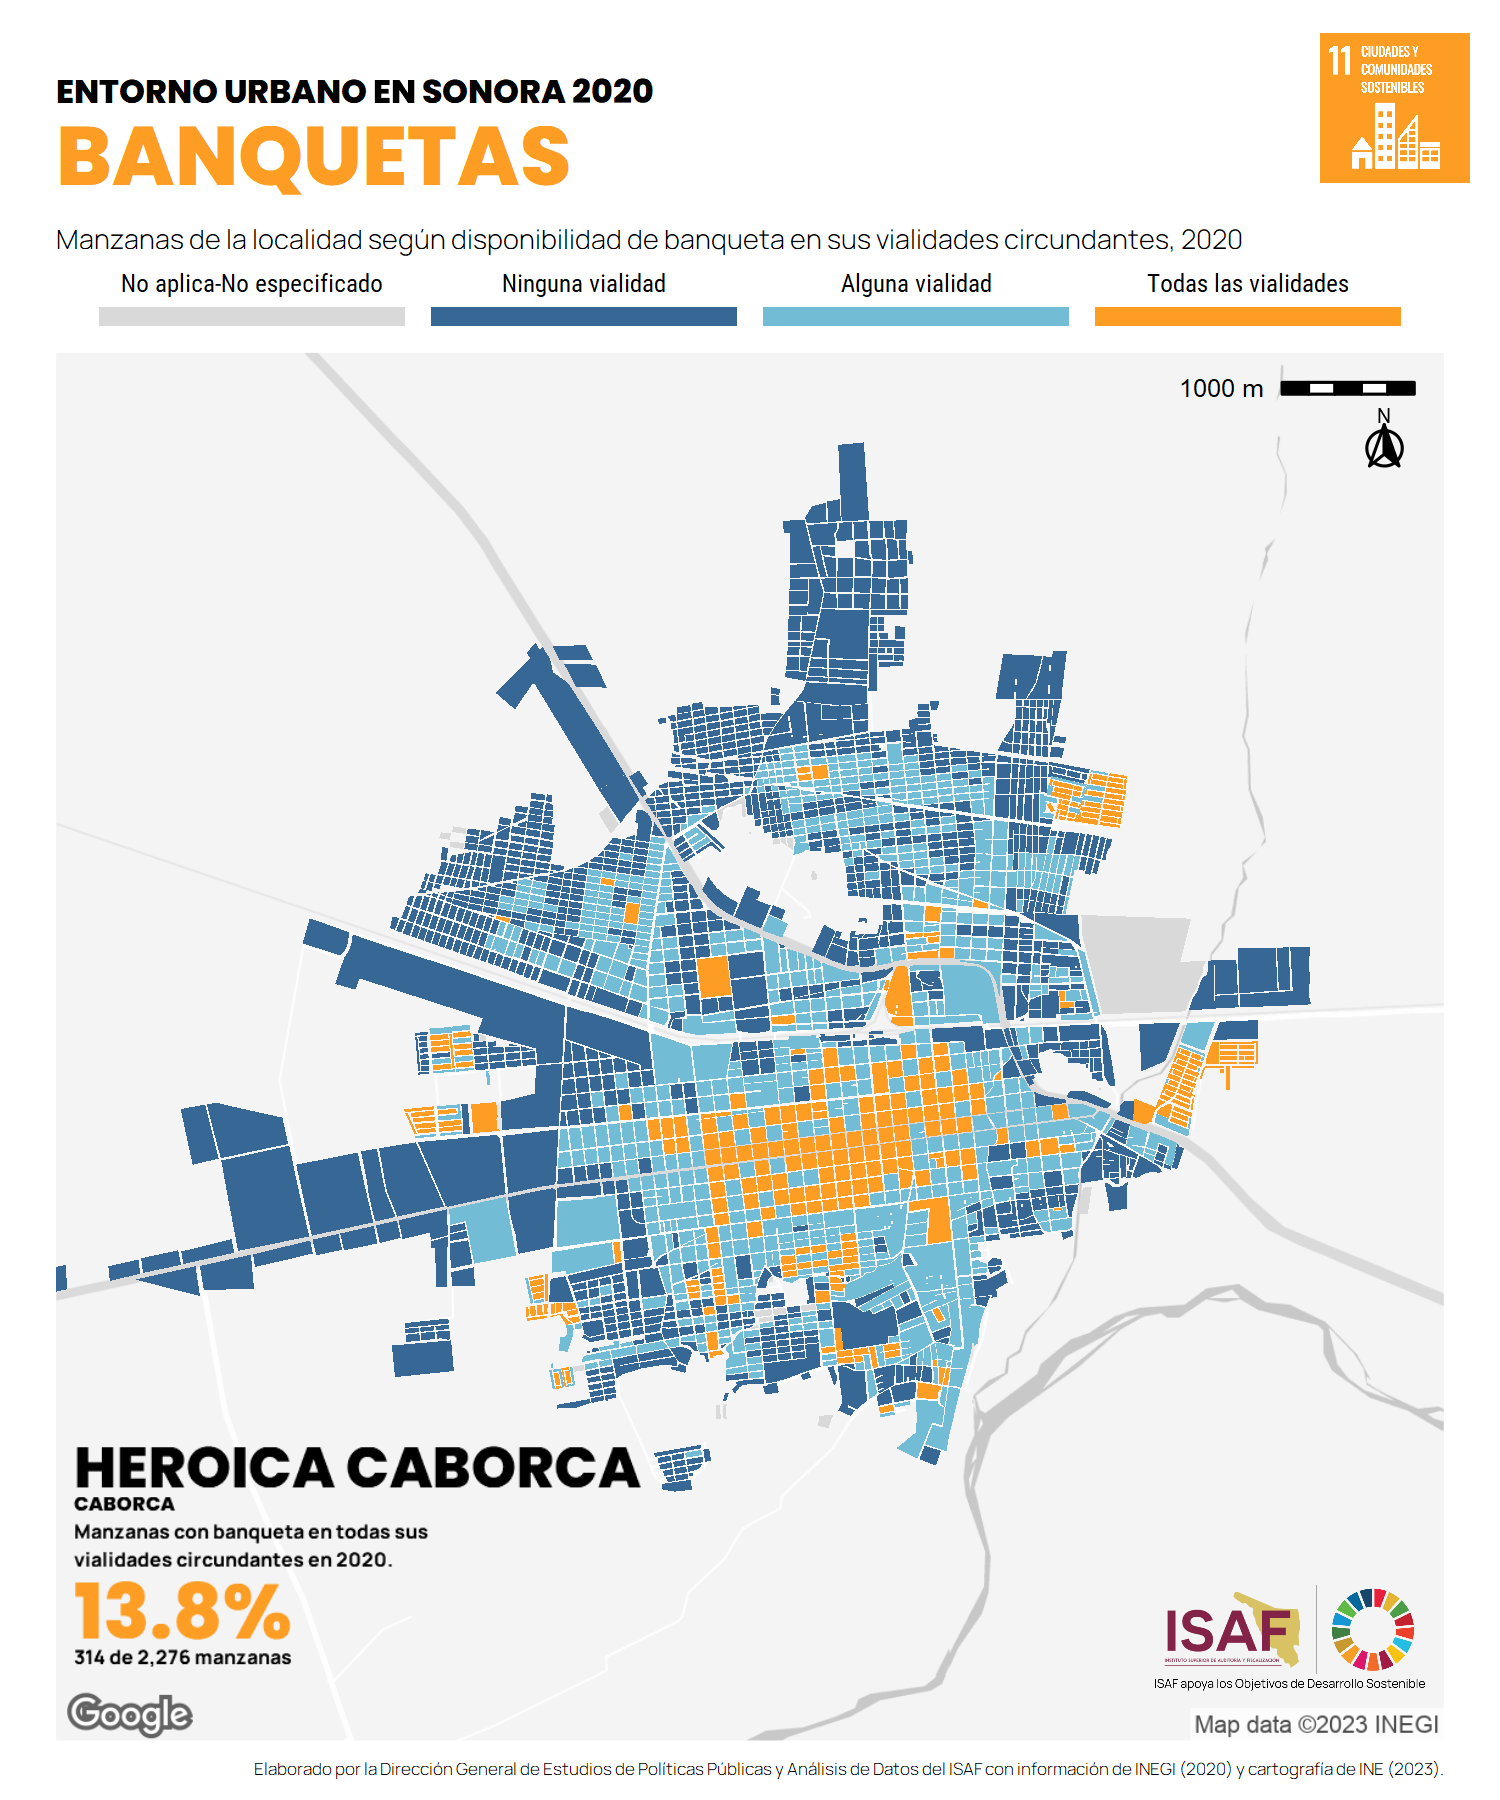 11 CIUDADES Y
COMUNIDADES
SOSTENIBLES
ENTORNO URBANO EN SONORA 2020
BANQUETAS
Manzanas de la localidad según disponibilidad de banqueta en sus vialidades circundantes, 2020
No aplica-No especificado Ninguna vialidad Alguna vialidad Todas las vialidades
1000 m
N
HEROICA CABORCA
CABORCA
Manzanas con banqueta en todas sus
vialidades circundantes en 2020.
13.8%
314 de 2,276 manzanas
ISAF
INSTITUTO SUPERIOR DE AUDITORÍA Y FISCALIZACIÓN
ISAF apoya los Objetivos de Desarrollo Sostenible
Google
Map data ©2023 INEGI
Elaborado por la Dirección General de Estudios de Políticas Públicas y Análisis de Datos del ISAF con información de INEGI (2020) y cartografía de INE (2023).